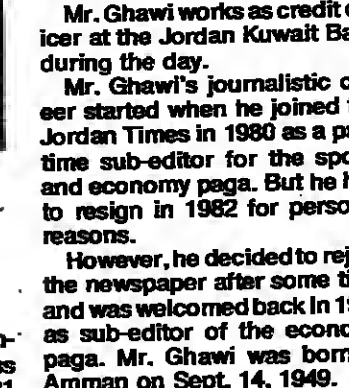 Mr. Ghawi works as credit
icer at the Jordan Kuwait Ba
during the day.
Mr. Ghawi's journalistic c
eer started when he joined
Jordan Times in 1980 as a pa
time sub-editor for the spo
and economy paga. But he h
to resign in 1982 for perso
reasons.
However, he decided to rej
the newspaper after some ti
and was welcomed back in 19
as sub-editor of the econo
paga. Mr. Ghawi was born
Amman on Sept. 14, 1949.